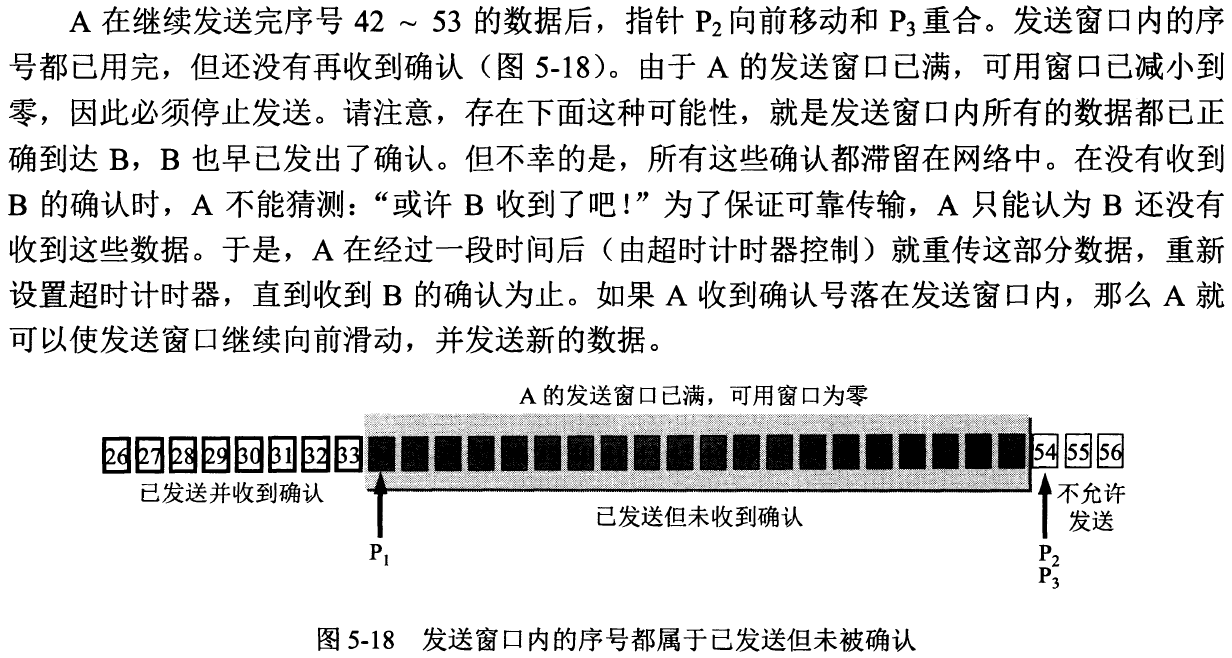 A 在继续发送完序号 42 ~ 53 的数据后，指针 P₂向前移动和 P₃重合。发送窗口内的序
号都已用完，但还没有再收到确认（图 5-18）。由于 A 的发送窗口已满，可用窗口已减小到
零，因此必须停止发送。请注意，存在下面这种可能性，就是发送窗口内所有的数据都已正
确到达 B，B 也早已发出了确认。但不幸的是，所有这些确认都滞留在网络中。在没有收到
B 的确认时，A 不能猜测：“或许 B 收到了吧！”为了保证可靠传输，A 只能认为 B 还没有
收到这些数据。于是，A 在经过一段时间后（由超时计时器控制）就重传这部分数据，重新
设置超时计时器，直到收到 B 的确认为止。如果 A 收到确认号落在发送窗口内，那么 A 就
可以使发送窗口继续向前滑动，并发送新的数据。
A 的发送窗口已满，可用窗口为零
26 27 28 29 30 31 32 33 54 55 56
已发送并收到确认
已发送但未收到确认
不允许
发送
P₁
P₂
P₃
图 5-18 发送窗口内的序号都属于已发送但未被确认